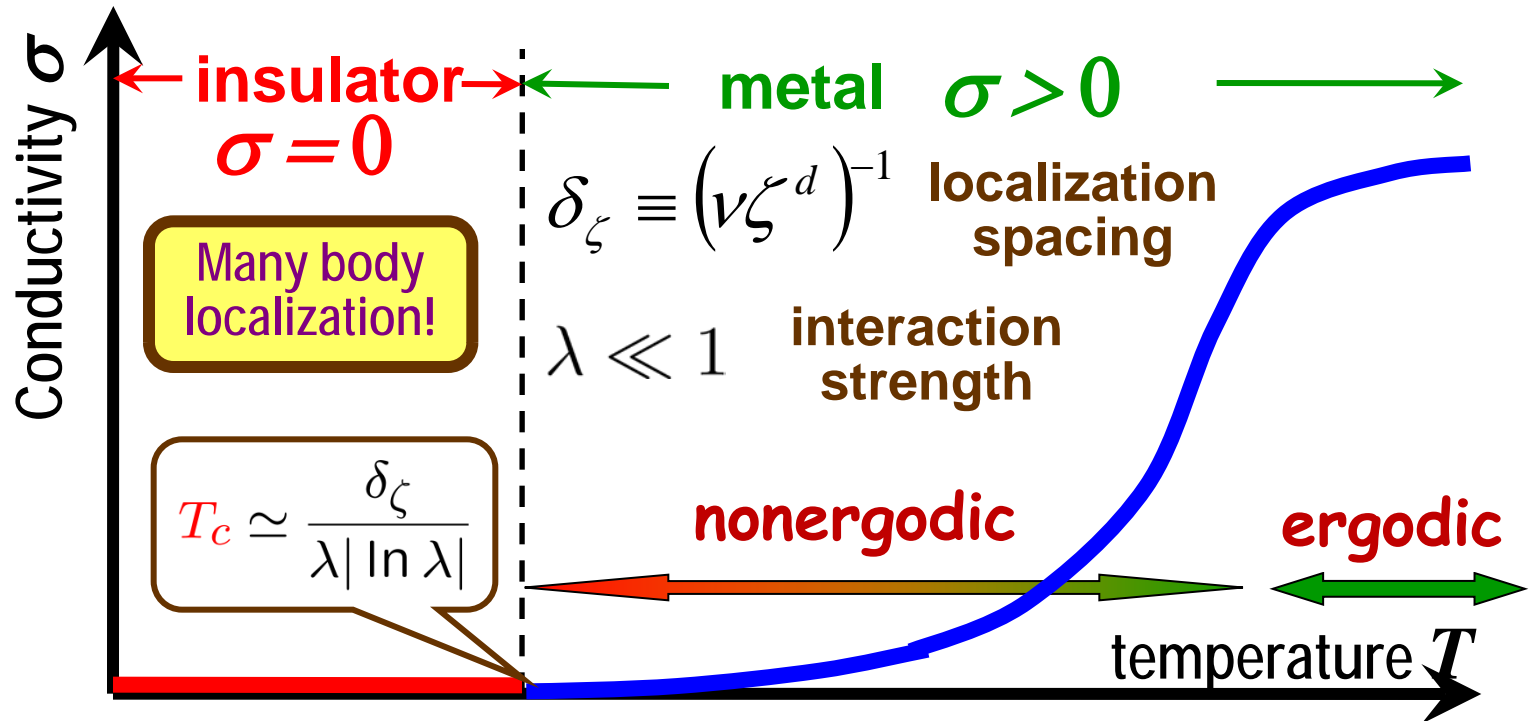 Conductivity σ
insulator
σ = 0
metal σ > 0
Many body
localization!
δ_ζ ≡ (νζ^d)^−1
localization
spacing
λ ≪ 1
interaction
strength
T_c ≃ δ_ζ / λ| ln λ|
nonergodic
ergodic
temperature T